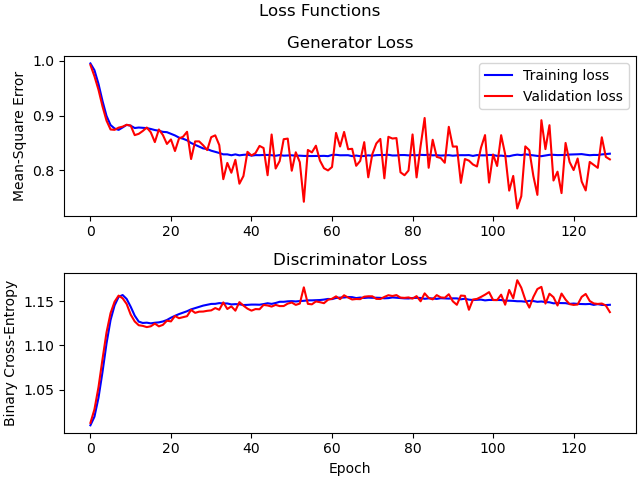 Loss Functions
Generator Loss
Mean-Square Error
1.0
0.9
0.8
Training loss
Validation loss
0 20 40 60 80 100 120
Discriminator Loss
Binary Cross-Entropy
1.15
1.10
1.05
0 20 40 60 80 100 120
Epoch